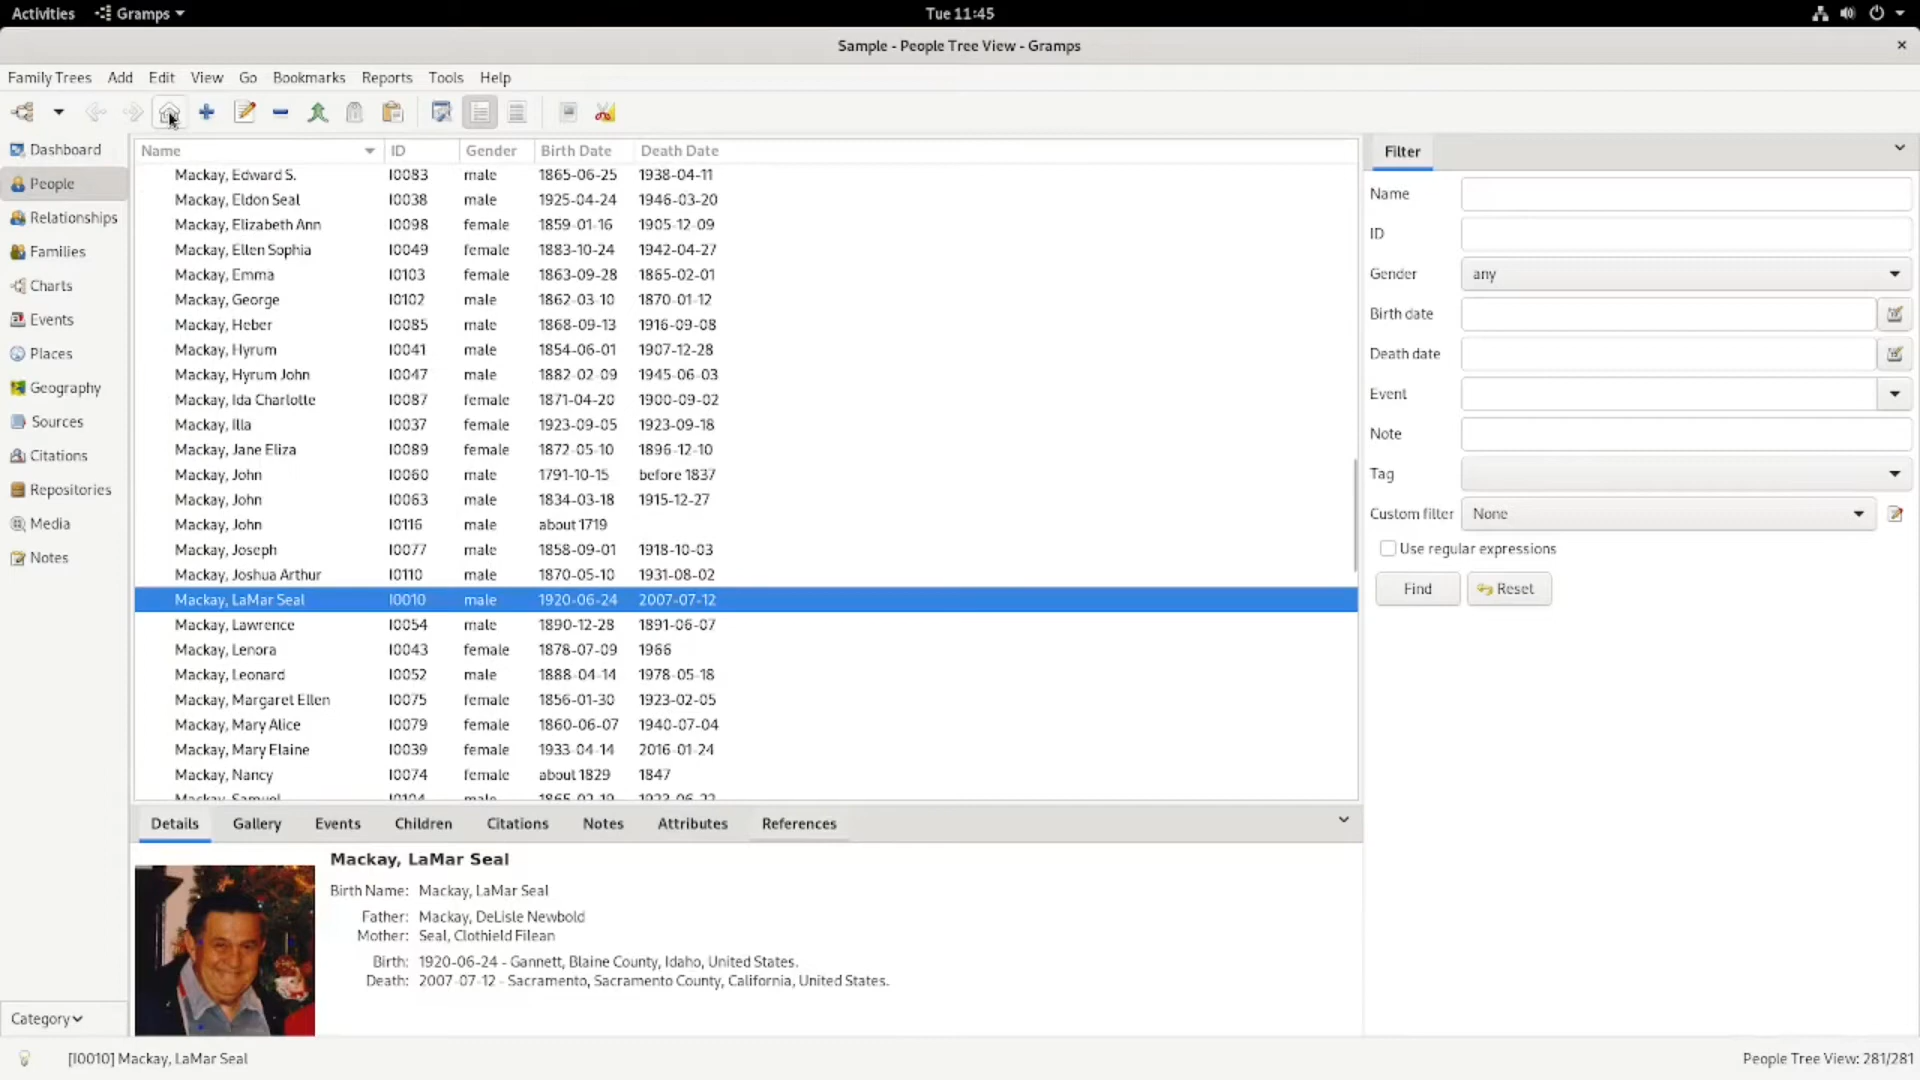 Activities Gramps Tue 11:45
Sample - People Tree View - Gramps
Family Trees Add Edit View Go Bookmarks Reports Tools Help
Dashboard
People
Relationships
Families
Charts
Events
Places
Geography
Sources
Citations
Repositories
Media
Notes
Category
Name ID Gender Birth Date Death Date
Mackay, Edward S. I0083 male 1865-06-25 1938-04-11
Mackay, Eldon Seal I0038 male 1925-04-24 1946-03-20
Mackay, Elizabeth Ann I0098 female 1859-01-16 1905-12-09
Mackay, Ellen Sophia I0049 female 1883-10-24 1942-04-27
Mackay, Emma I0103 female 1863-09-28 1865-02-01
Mackay, George I0102 male 1862-03-10 1870-01-12
Mackay, Heber I0085 male 1868-09-13 1916-09-08
Mackay, Hyrum I0041 male 1854-06-01 1907-12-28
Mackay, Hyrum John I0047 male 1882-02-09 1945-06-03
Mackay, Ida Charlotte I0087 female 1871-04-20 1900-09-02
Mackay, Illa I0037 female 1923-09-05 1923-09-18
Mackay, Jane Eliza I0089 female 1872-05-10 1896-12-10
Mackay, John I0060 male 1791-10-15 before 1837
Mackay, John I0063 male 1834-03-18 1915-12-27
Mackay, John I0116 male about 1719
Mackay, Joseph I0077 male 1858-09-01 1918-10-03
Mackay, Joshua Arthur I0110 male 1870-05-10 1931-08-02
Mackay, LaMar Seal I0010 male 1920-06-24 2007-07-12
Mackay, Lawrence I0054 male 1890-12-28 1891-06-07
Mackay, Lenora I0043 female 1878-07-09 1966
Mackay, Leonard I0052 male 1888-04-14 1978-05-18
Mackay, Margaret Ellen I0075 female 1856-01-30 1923-02-05
Mackay, Mary Alice I0079 female 1860-06-07 1940-07-04
Mackay, Mary Elaine I0039 female 1933-04-14 2016-01-24
Mackay, Nancy I0074 female about 1829 1847
Mackay, Samuel I0104 male 1865-02-19 1923-06-22
Filter
Name
ID
Gender any
Birth date
Death date
Event
Note
Tag
Custom filter None
Use regular expressions
Find Reset
Details Gallery Events Children Citations Notes Attributes References
Mackay, LaMar Seal
Birth Name: Mackay, LaMar Seal
Father: Mackay, DeLisle Newbold
Mother: Seal, Clothield Filean
Birth: 1920-06-24 - Gannett, Blaine County, Idaho, United States.
Death: 2007-07-12 - Sacramento, Sacramento County, California, United States.
[I0010] Mackay, LaMar Seal
People Tree View: 281/281